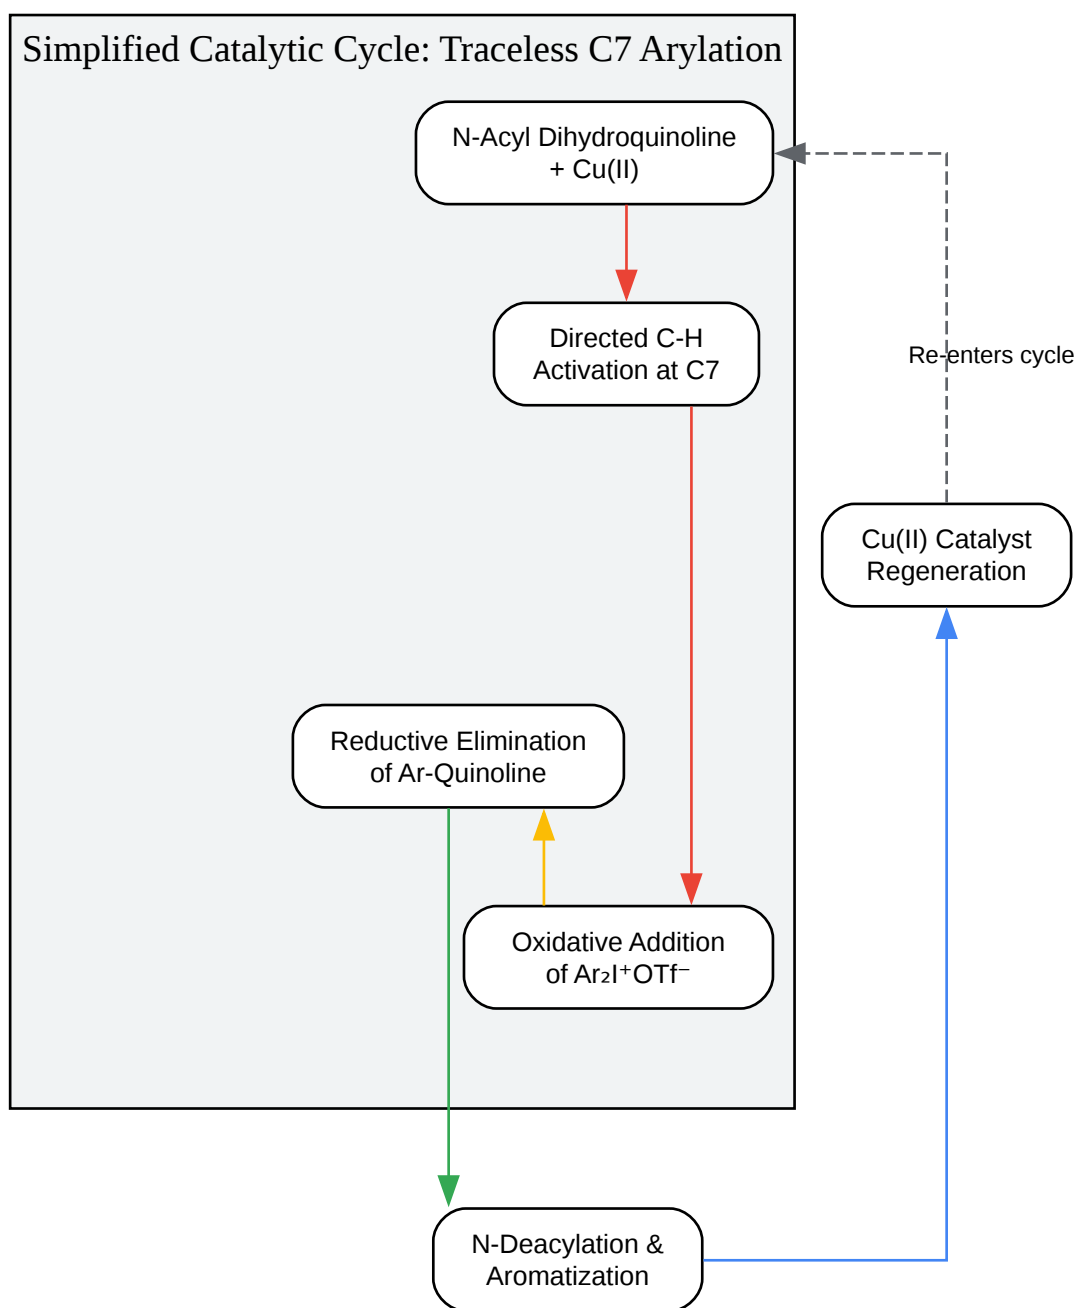 Simplified Catalytic Cycle: Traceless C7 Arylation
N-Acyl Dihydroquinoline
+ Cu(II)
Directed C-H
Activation at C7
Re-enters cycle
Cu(II) Catalyst
Regeneration
Reductive Elimination
of Ar-Quinoline
Oxidative Addition
of Ar₂I⁺OTf⁻
N-Deacylation &
Aromatization